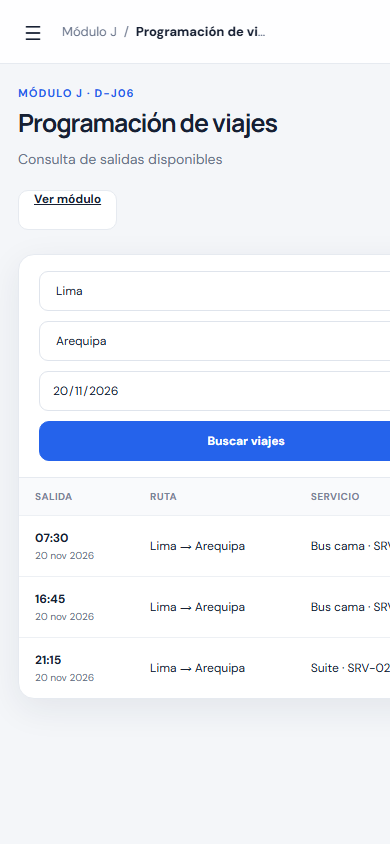 Módulo J / Programación de vi...
MÓDULO J · D-J06
Programación de viajes
Consulta de salidas disponibles
Ver módulo
Lima
Arequipa
20/11/2026
Buscar viajes
SALIDA RUTA SERVICIO
07:30
20 nov 2026
Lima → Arequipa
Bus cama · SRV
16:45
20 nov 2026
Lima → Arequipa
Bus cama · SRV
21:15
20 nov 2026
Lima → Arequipa
Suite · SRV-02